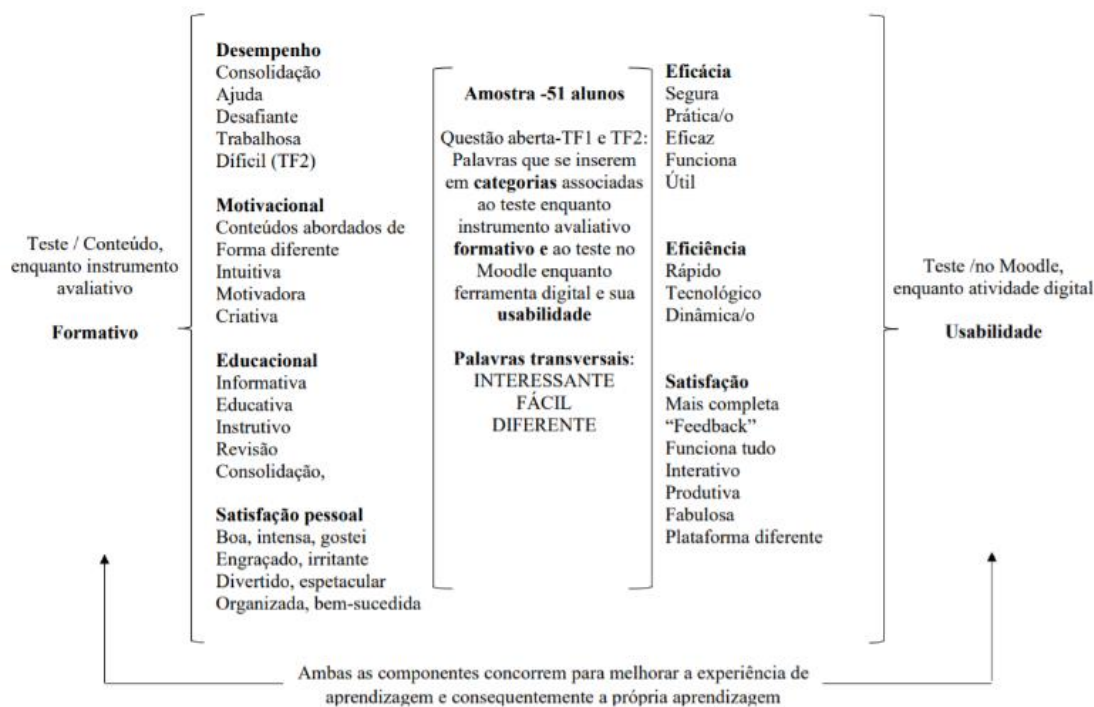 Teste / Conteúdo,
enquanto instrumento
avaliativo
Formativo
Desempenho
Consolidação
Ajuda
Desafiante
Trabalhosa
Díficil (TF2)
Motivacional
Conteúdos abordados de
Forma diferente
Intuitiva
Motivadora
Criativa
Educacional
Informativa
Educativa
Instrutivo
Revisão
Consolidação,
Satisfação pessoal
Boa, intensa, gostei
Engraçado, irritante
Divertido, espetacular
Organizada, bem-sucedida
Amostra -51 alunos
Questão aberta-TF1 e TF2:
Palavras que se inserem
em categorias associadas
ao teste enquanto
instrumento avaliativo
formativo e ao teste no
Moodle enquanto
ferramenta digital e sua
usabilidade
Palavras transversais:
INTERESSANTE
FÁCIL
DIFERENTE
Eficácia
Segura
Prática/o
Eficaz
Funciona
Útil
Eficiência
Rápido
Tecnológico
Dinâmica/o
Satisfação
Mais completa
“Feedback”
Funciona tudo
Interativo
Produtiva
Fabulosa
Plataforma diferente
Teste /no Moodle,
enquanto atividade digital
Usabilidade
Ambas as componentes concorrem para melhorar a experiência de
aprendizagem e consequentemente a própria aprendizagem